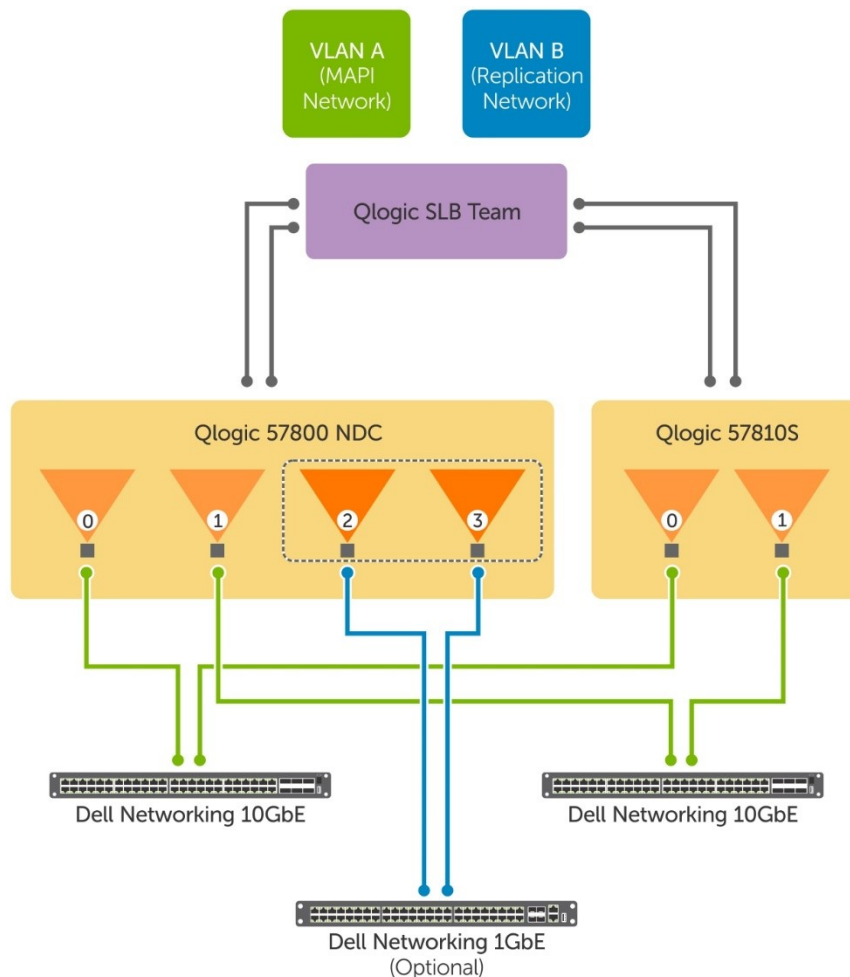 VLAN A
(MAPI
Network)
VLAN B
(Replication
Network)
Qlogic SLB Team
Qlogic 57800 NDC
Qlogic 57810S
0
1
2
3
0
1
Dell Networking 10GbE
Dell Networking 10GbE
Dell Networking 1GbE
(Optional)